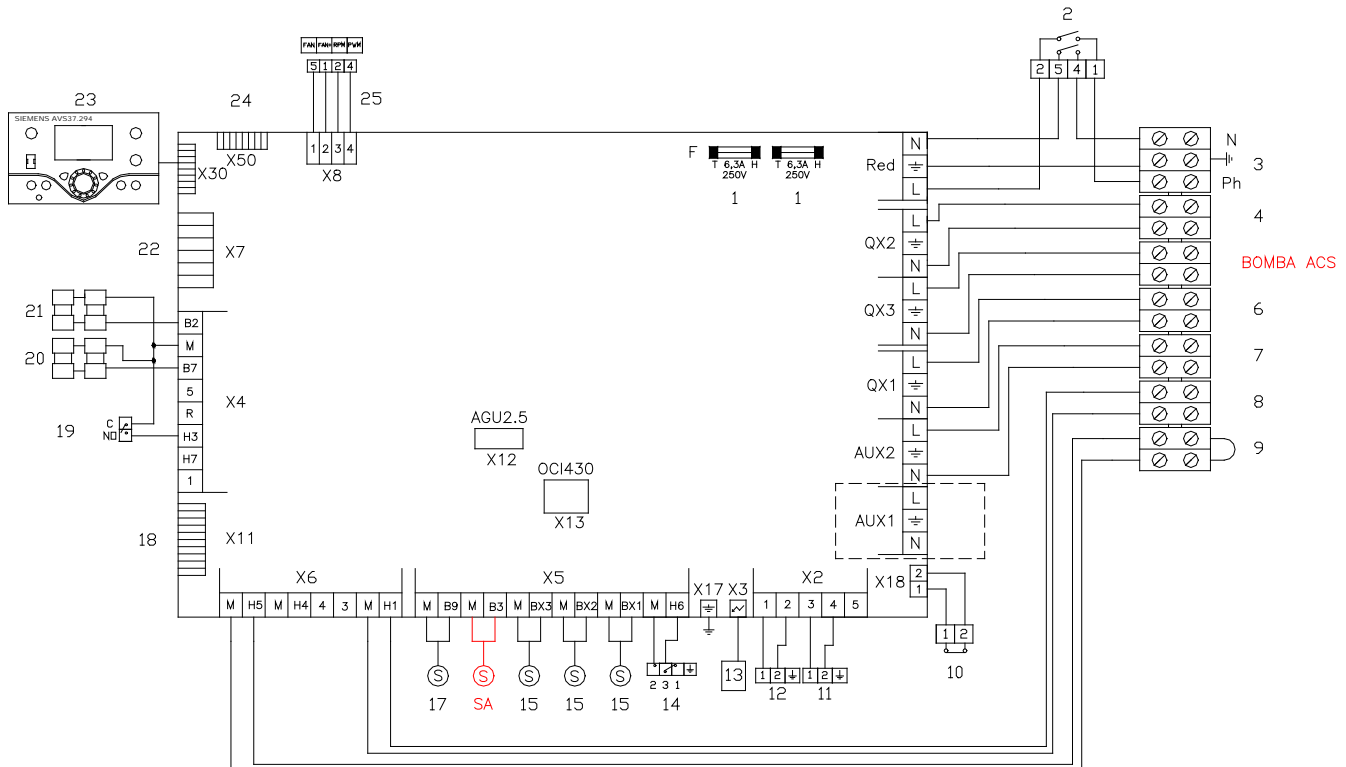 2
FAN FAN+ RPM PWM
2 5 4 1
5 1 2 4
23
24
25
SIEMENS AVS37.294
X50
1 2 3 4
X8
X30
F
T 6,3A H
250V
1
T 6,3A H
250V
1
Red
N
L
N
3
Ph
4
22
X7
QX2
L
N
BOMBA ACS
21
QX3
L
N
6
20
B2
M
B7
5
R
H3
H7
1
X4
QX1
L
N
7
8
19
C
NO
AGU2.5
X12
AUX2
L
N
9
OCI430
X13
18
X11
AUX1
L
N
X6
X5
X17
X3
X2
X18
2
1
M H5 M H4 4 3 M H1
M B9 M B3 M BX3 M BX2 M BX1 M H6
1 2 3 4 5
1 2
10
S S S S S
17 SA 15 15 15
2 3 1
14
13
1 2
12
1 2
11